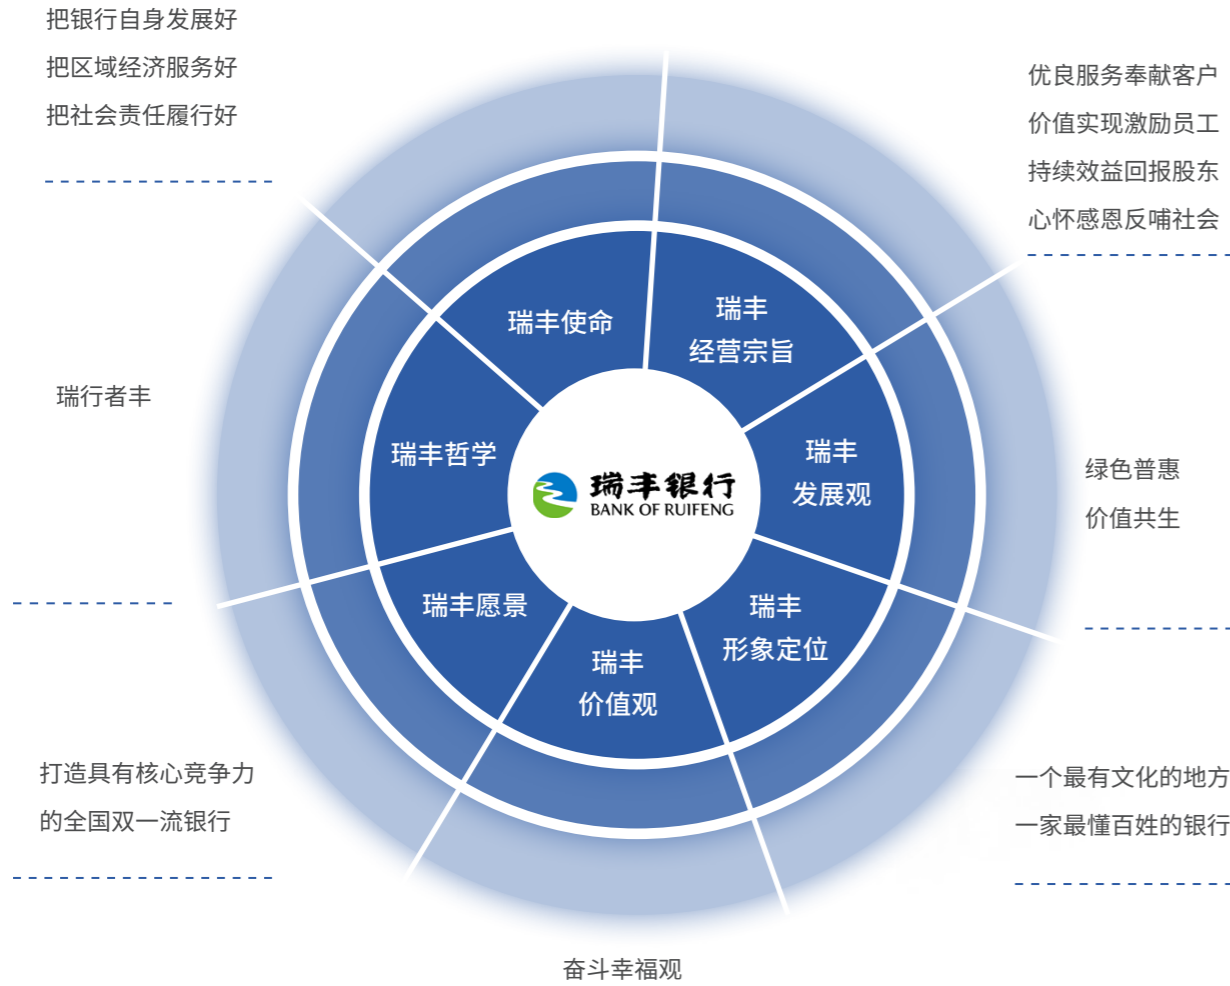 把银行自身发展好
把区域经济服务好
把社会责任履行好
优良服务奉献客户
价值实现激励员工
持续效益回报股东
心怀感恩反哺社会
瑞丰使命
瑞丰
经营宗旨
瑞行者丰
瑞丰哲学
瑞丰
发展观
绿色普惠
价值共生
瑞丰银行
BANK OF RUIFENG
瑞丰愿景
瑞丰
形象定位
瑞丰
价值观
打造具有核心竞争力
的全国双一流银行
一个最有文化的地方
一家最懂百姓的银行
奋斗幸福观